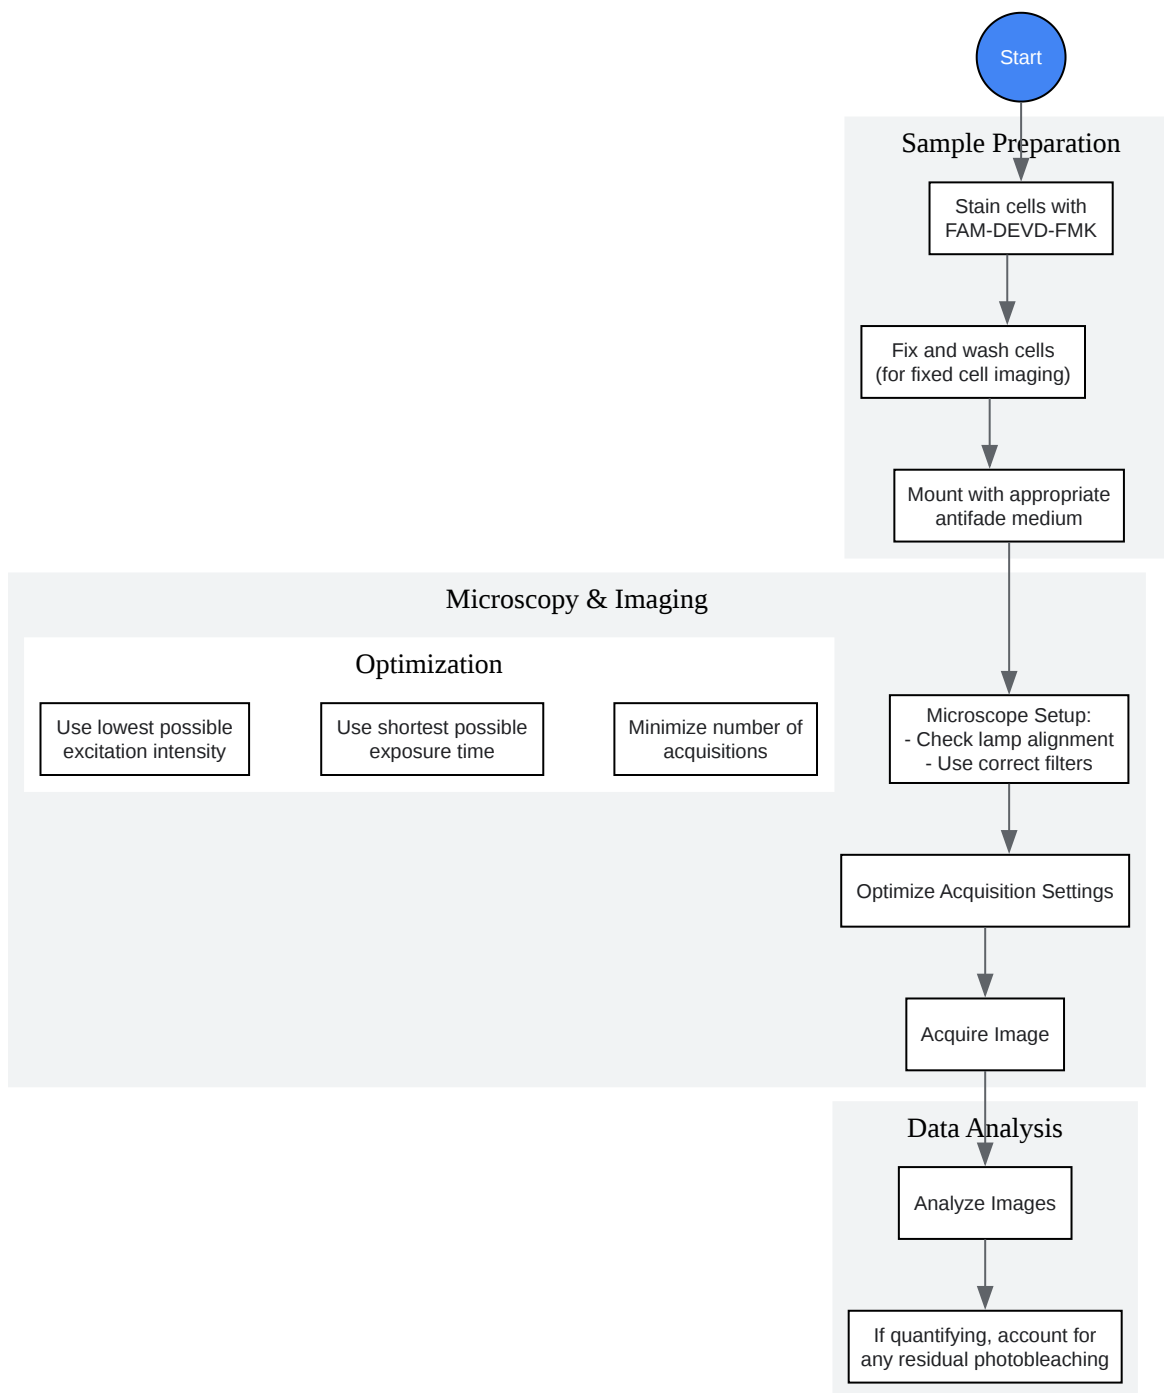 Start
Sample Preparation
Stain cells with
FAM-DEVD-FMK
Fix and wash cells
(for fixed cell imaging)
Mount with appropriate
antifade medium
Microscopy & Imaging
Optimization
Use lowest possible
excitation intensity
Use shortest possible
exposure time
Minimize number of
acquisitions
Microscope Setup:
- Check lamp alignment
- Use correct filters
Optimize Acquisition Settings
Acquire Image
Data Analysis
Analyze Images
If quantifying, account for
any residual photobleaching